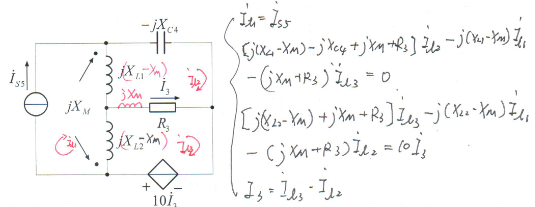 -jX_C4
İ_S5
jX_L1
(-X_M)
İ_l2
jX_M
İ_3
jX_M
R_3
İ_l1
jX_L2
(-X_M)
+ 10İ_3 -
İ_l1 = İ_S5
[j(X_L1-X_M)-jX_C4+jX_M+R_3]İ_l2-j(X_L1-X_M)İ_l1
-(jX_M+R_3)İ_l3=0
[j(X_L2-X_M)+jX_M+R_3]İ_l3-j(X_L2-X_M)İ_l1
-(jX_M+R_3)İ_l2=10İ_3
İ_3=İ_l3-İ_l2